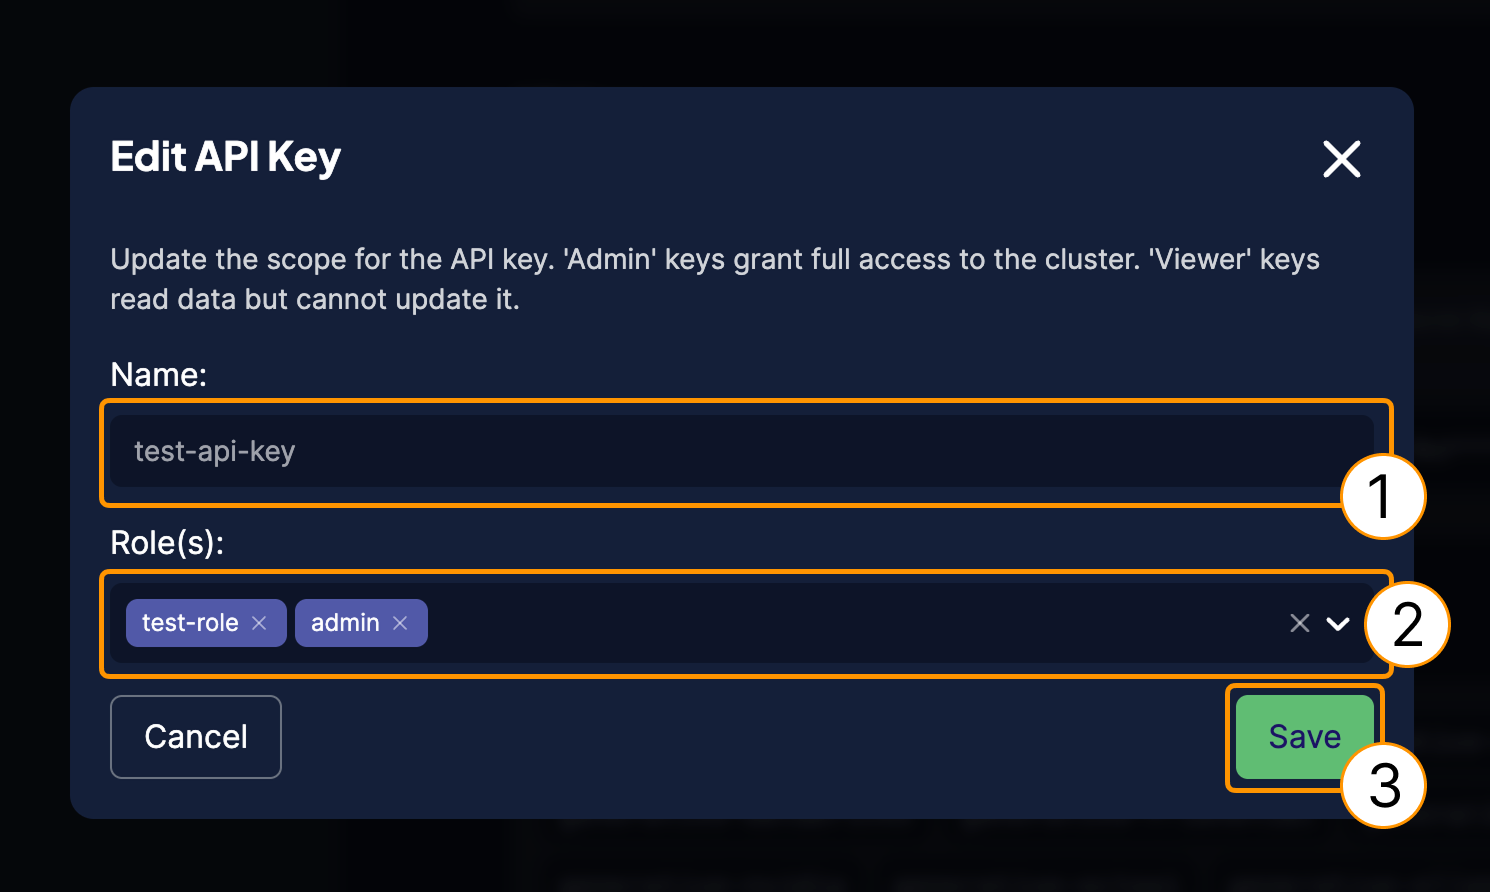 Edit API Key
Update the scope for the API key. 'Admin' keys grant full access to the cluster. 'Viewer' keys
read data but cannot update it.
Name:
test-api-key
1
Role(s):
test-role admin
2
Cancel Save
3